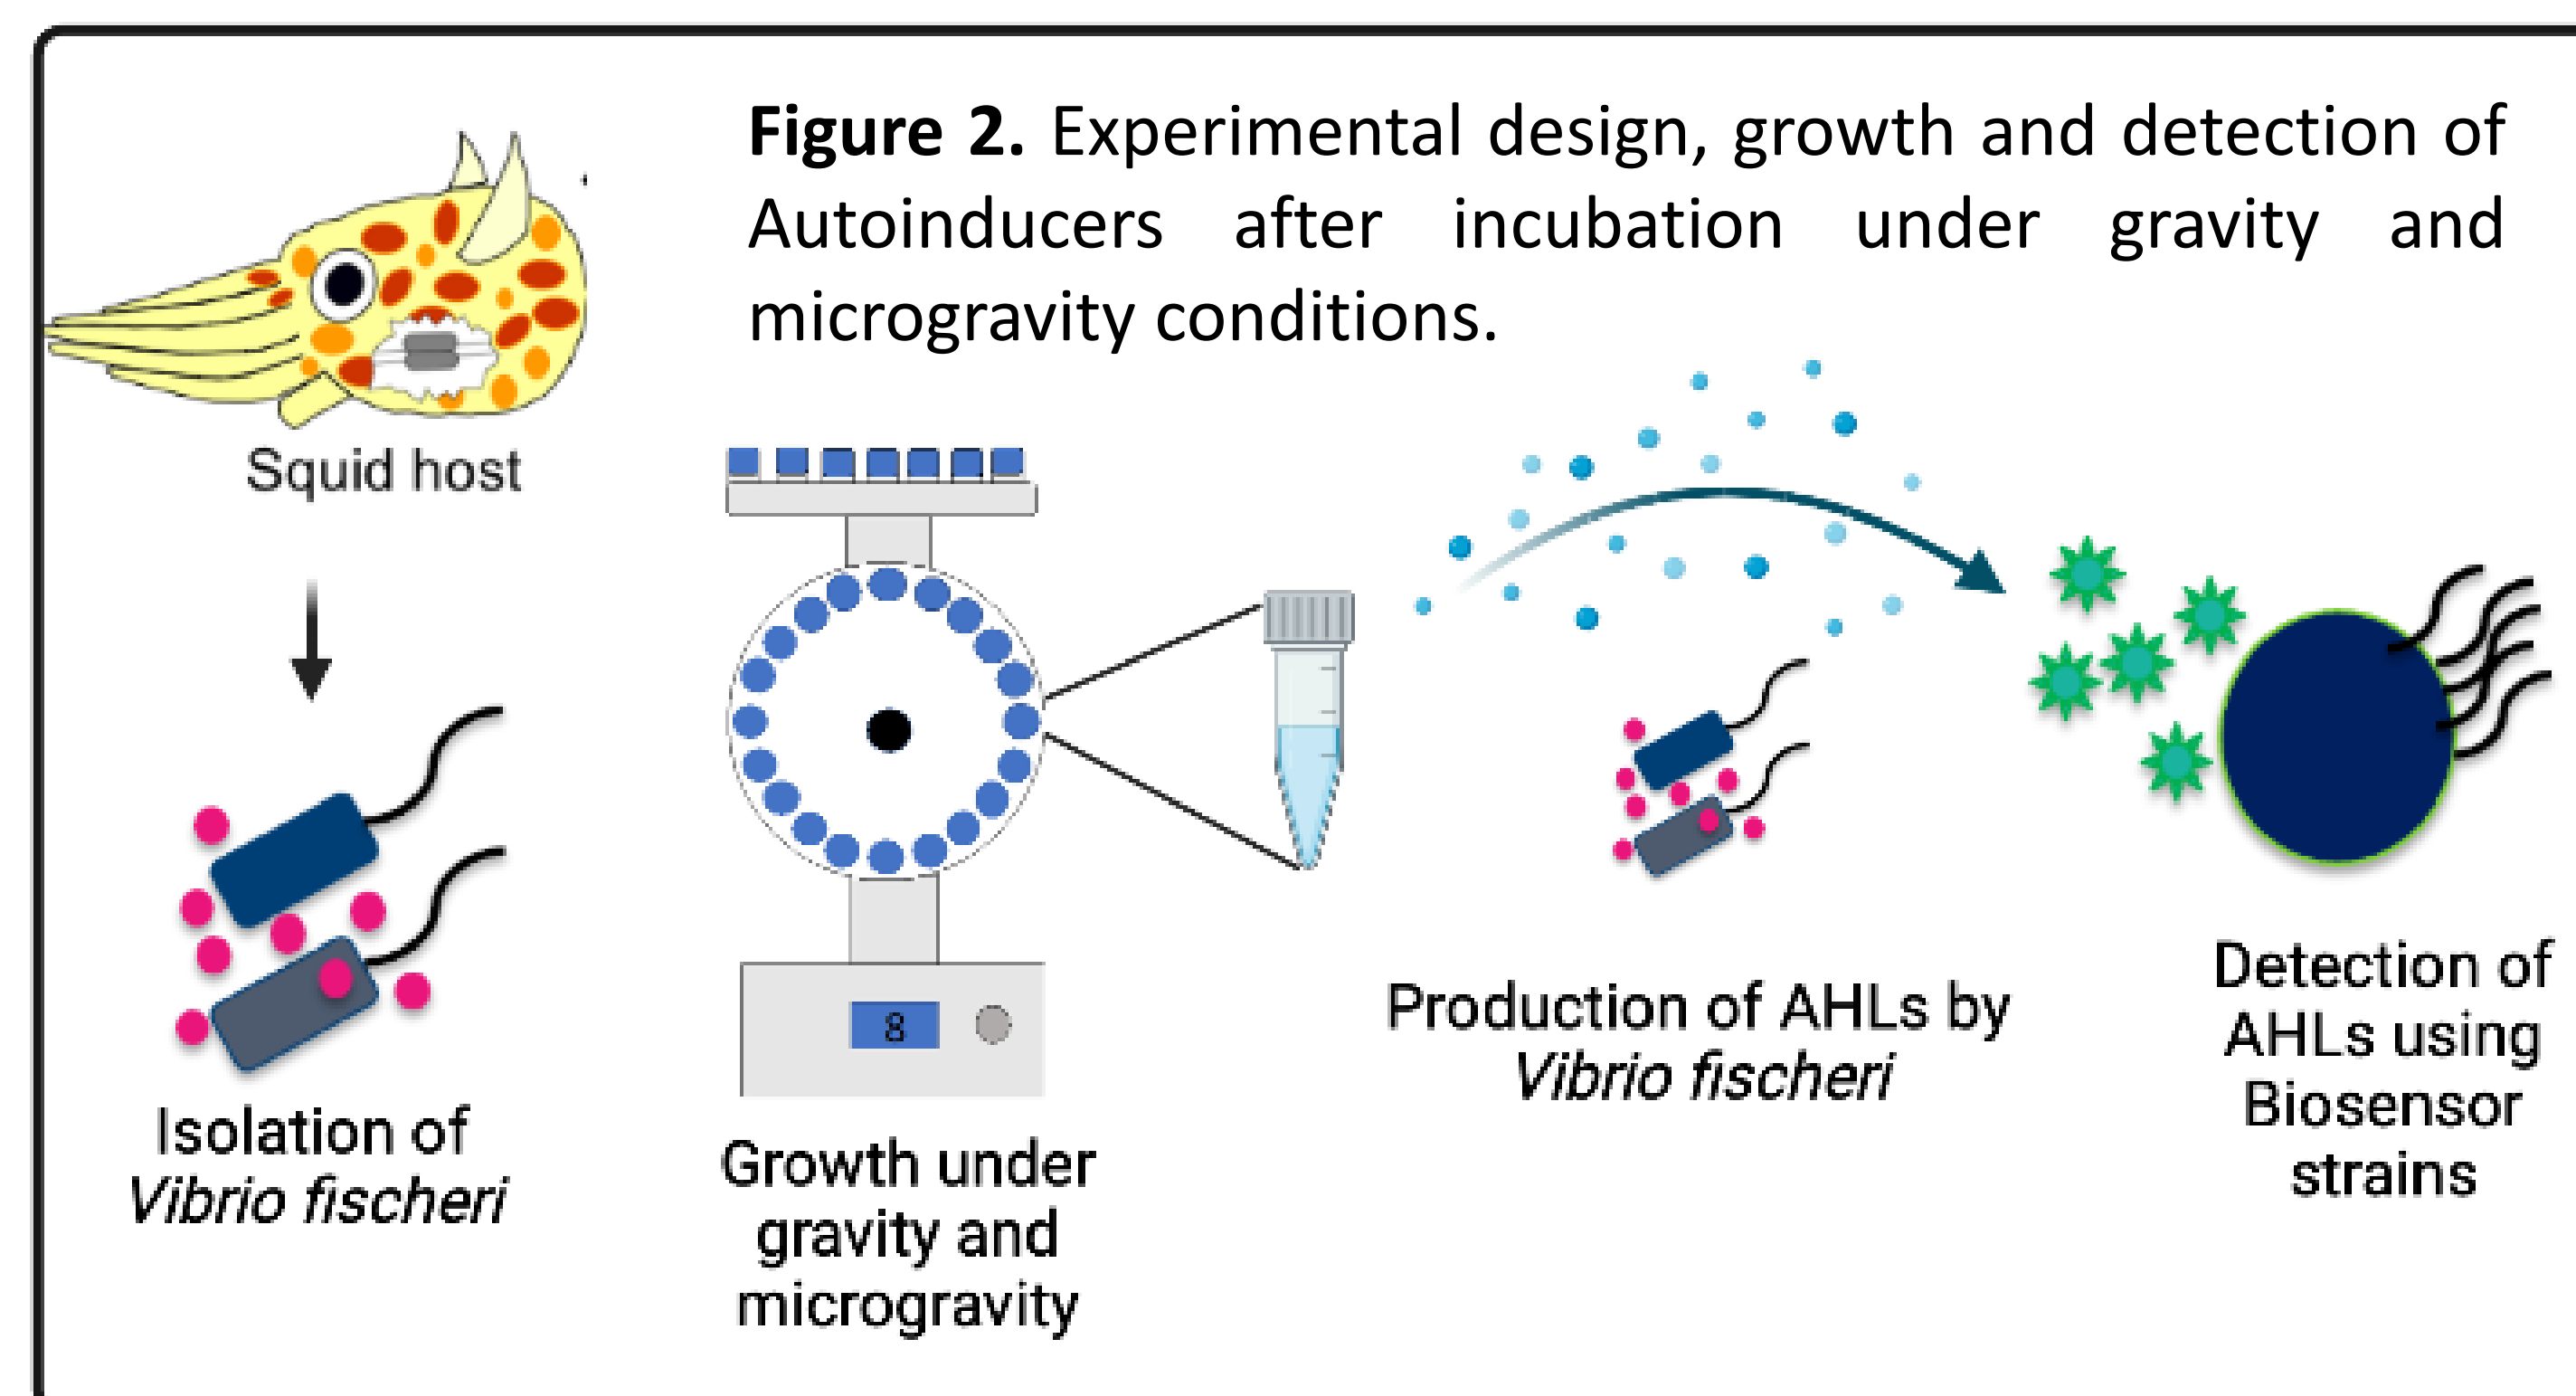 Figure 2. Experimental design, growth and detection of
Autoinducers after incubation under gravity and
microgravity conditions.
Squid host
Isolation of
Vibrio fischeri
8
Growth under
gravity and
microgravity
Production of AHLs by
Vibrio fischeri
Detection of
AHLs using
Biosensor
strains